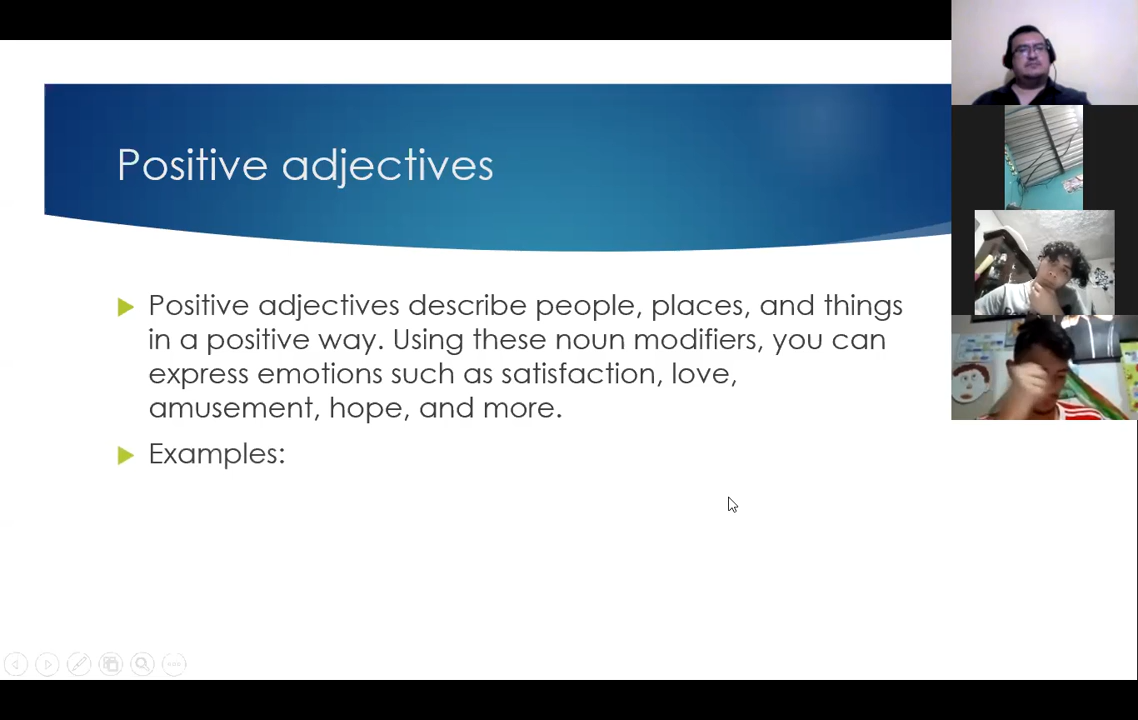 Positive adjectives
Positive adjectives describe people, places, and things
in a positive way. Using these noun modifiers, you can
express emotions such as satisfaction, love,
amusement, hope, and more.
Examples: